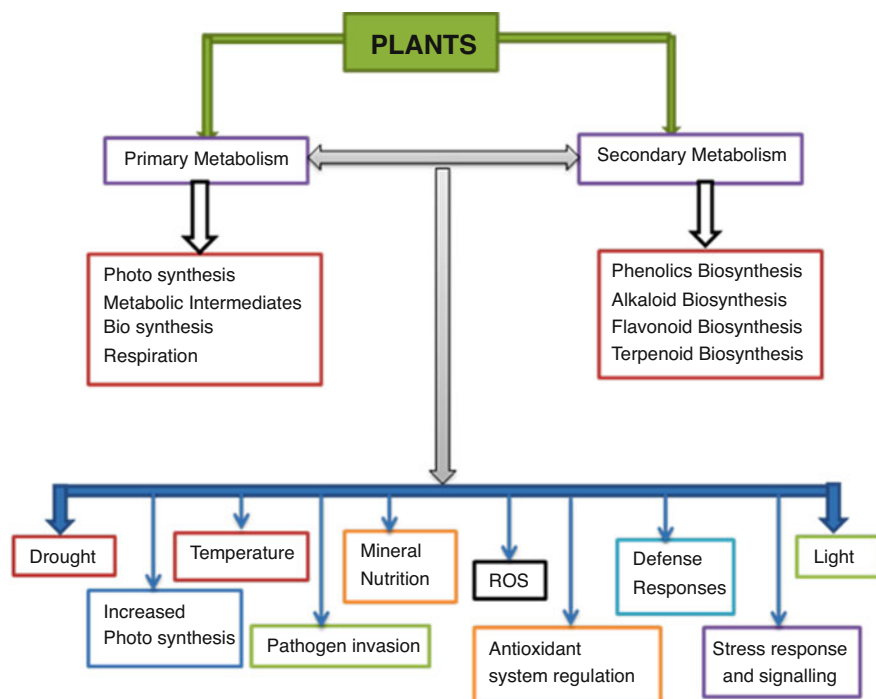 PLANTS
Primary Metabolism
Secondary Metabolism
Photo synthesis
Metabolic Intermediates
Bio synthesis
Respiration
Phenolics Biosynthesis
Alkaloid Biosynthesis
Flavonoid Biosynthesis
Terpenoid Biosynthesis
Drought
Increased
Photo synthesis
Temperature
Pathogen invasion
Mineral
Nutrition
ROS
Antioxidant
system regulation
Defense
Responses
Stress response
and signalling
Light